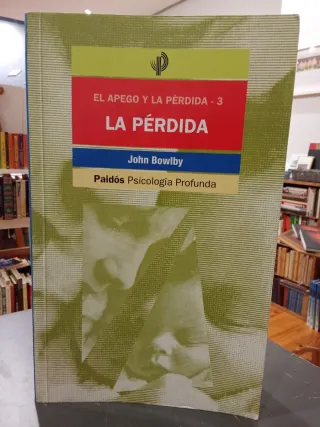 EL APEGO Y LA PÉRDIDA - 3
LA PÉRDIDA
John Bowlby
Paidós Psicología Profunda